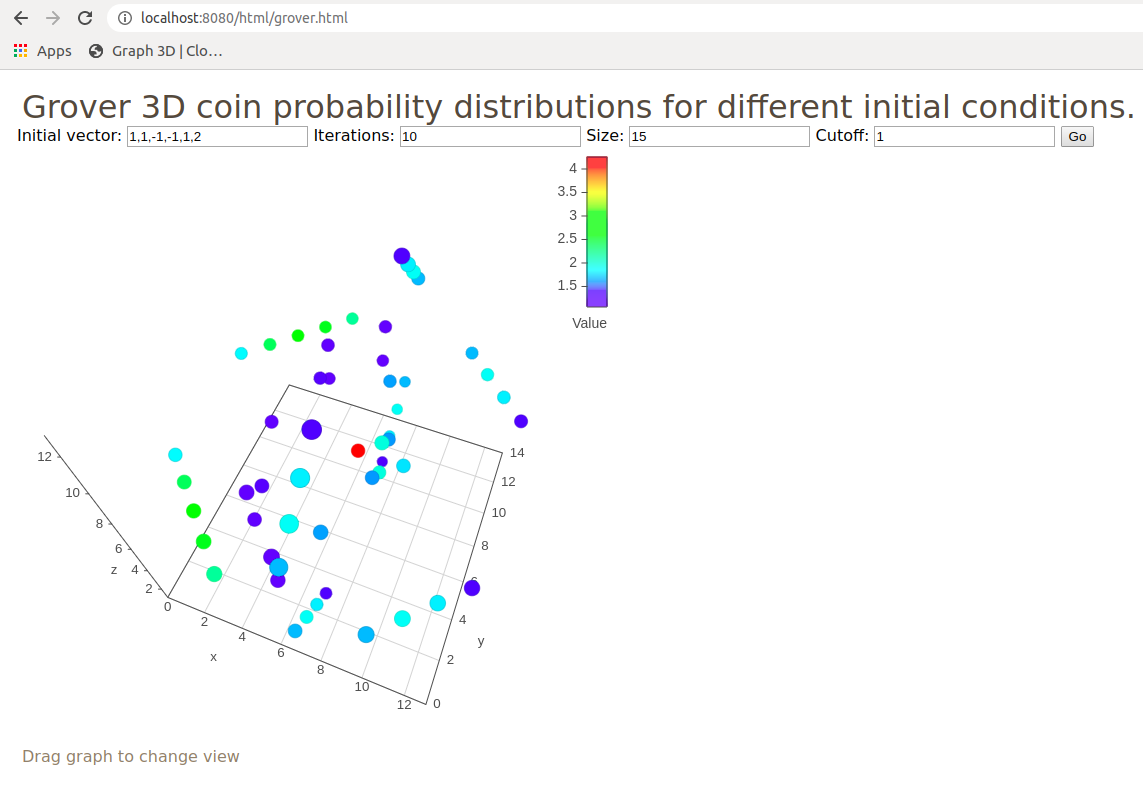 localhost:8080/html/grover.html
Apps Graph 3D | Clo…
Grover 3D coin probability distributions for different initial conditions.
Initial vector: 1,1,-1,-1,1,2 Iterations: 10 Size: 15 Cutoff: 1 Go
4
3.5
3
2.5
2
1.5
Value
12
10
8
6
z 4
2
0
2
4
6
8
10
12
x
14
12
10
8
6
4
2
0
y
Drag graph to change view